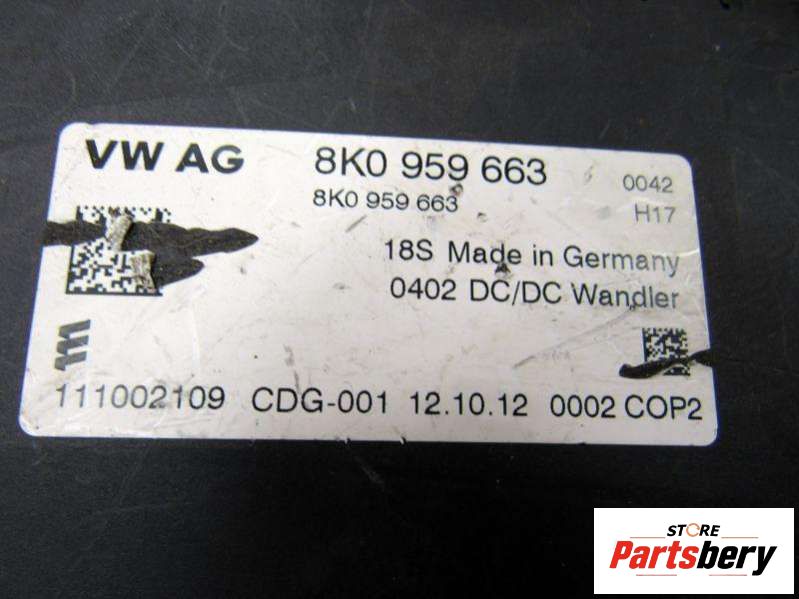 VW AG 8K0 959 663 0042
8K0 959 663 H17
18S Made in Germany
0402 DC/DC Wandler
111002109 CDG-001 12.10.12 0002 COP2
STORE
Partsbery